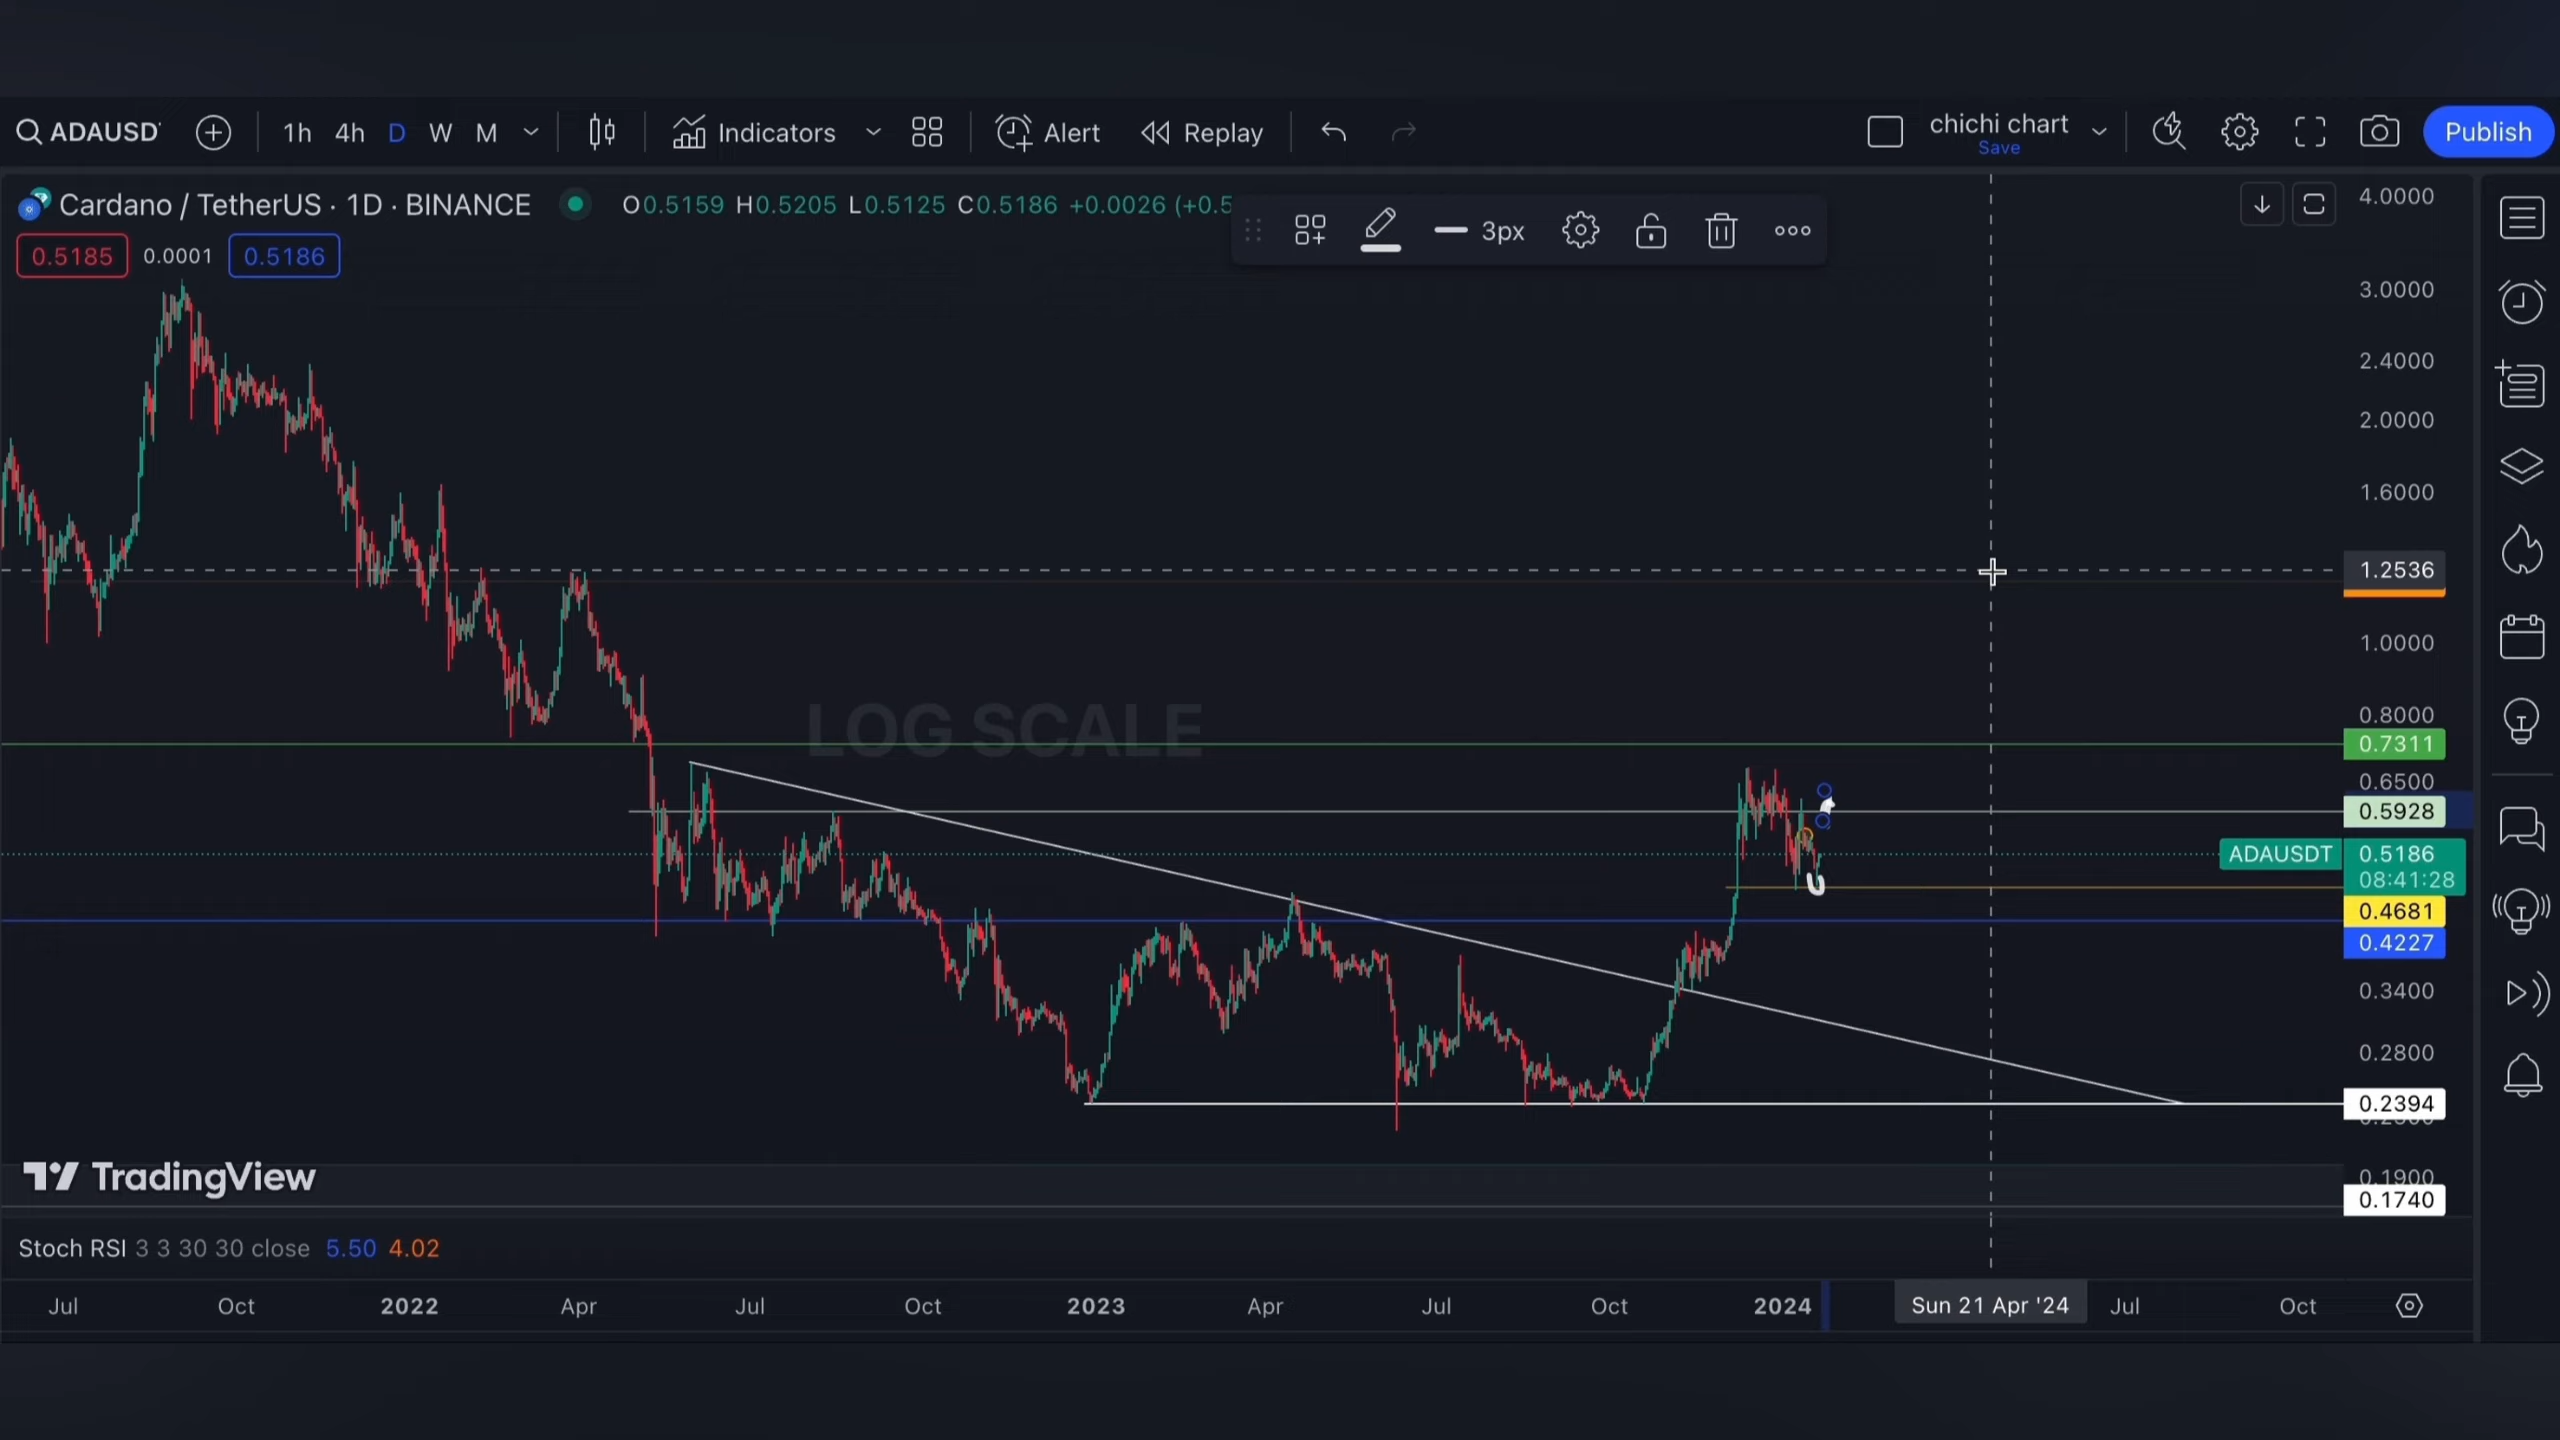 ADAUSD
1h 4h D W M
Indicators
Alert
Replay
chichi chart
Save
Publish
Cardano / TetherUS · 1D · BINANCE
O0.5159 H0.5205 L0.5125 C0.5186 +0.0026 (+0.5
3px
0.5185 0.0001 0.5186
4.0000
3.0000
2.4000
2.0000
1.6000
1.2536
1.0000
0.8000
LOG SCALE
0.7311
0.6500
0.5928
ADAUSDT 0.5186
08:41:28
0.4681
0.4227
0.3400
0.2800
0.2394
0.1900
0.1740
TradingView
Stoch RSI 3 3 30 30 close 5.50 4.02
Jul Oct 2022 Apr Jul Oct 2023 Apr Jul Oct 2024 Sun 21 Apr '24 Jul Oct